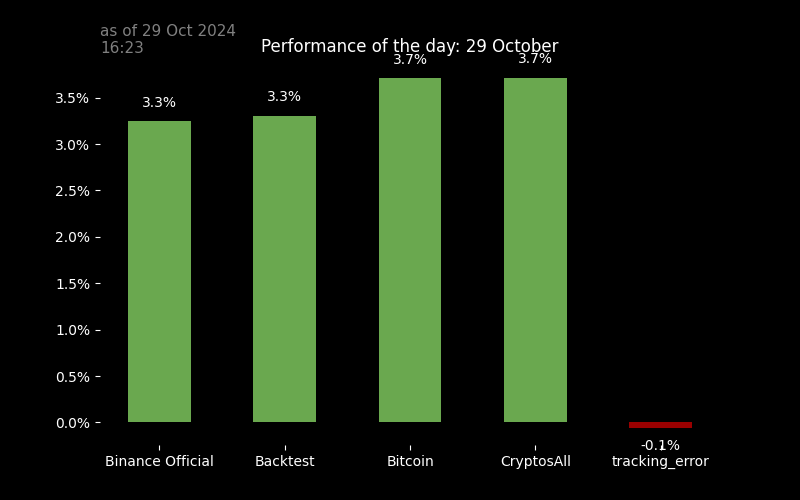 as of 29 Oct 2024
16:23
Performance of the day: 29 October
3.7%
3.7%
3.3%
3.3%
3.5%
3.0%
2.5%
2.0%
1.5%
1.0%
0.5%
0.0%
-0.1%
Binance Official
Backtest
Bitcoin
CryptosAll
tracking_error